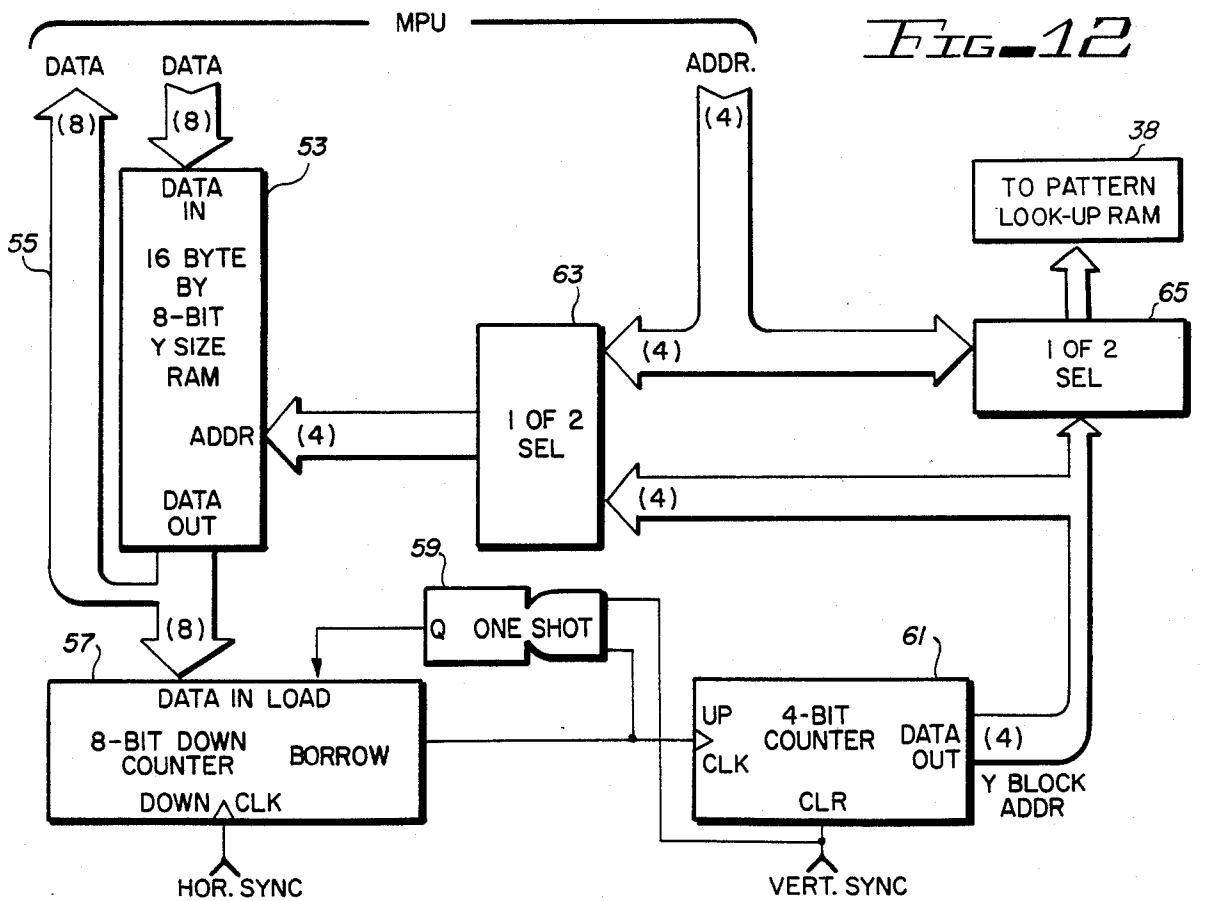 MPU
FIG-12
DATA
DATA
ADDR.
(8)
(8)
(4)
38
53
TO PATTERN
LOOK-UP RAM
DATA
IN
55
16 BYTE
BY
8-BIT
Y SIZE
RAM
63
65
(4)
1 OF 2
SEL
ADDR
(4)
1 OF 2
SEL
(4)
DATA
OUT
59
(8)
Q
ONE SHOT
57
61
DATA IN LOAD
8-BIT DOWN
COUNTER
BORROW
DOWN
CLK
UP
CLK
4-BIT
COUNTER
DATA
OUT
(4)
CLR
Y BLOCK
ADDR
HOR. SYNC
VERT. SYNC